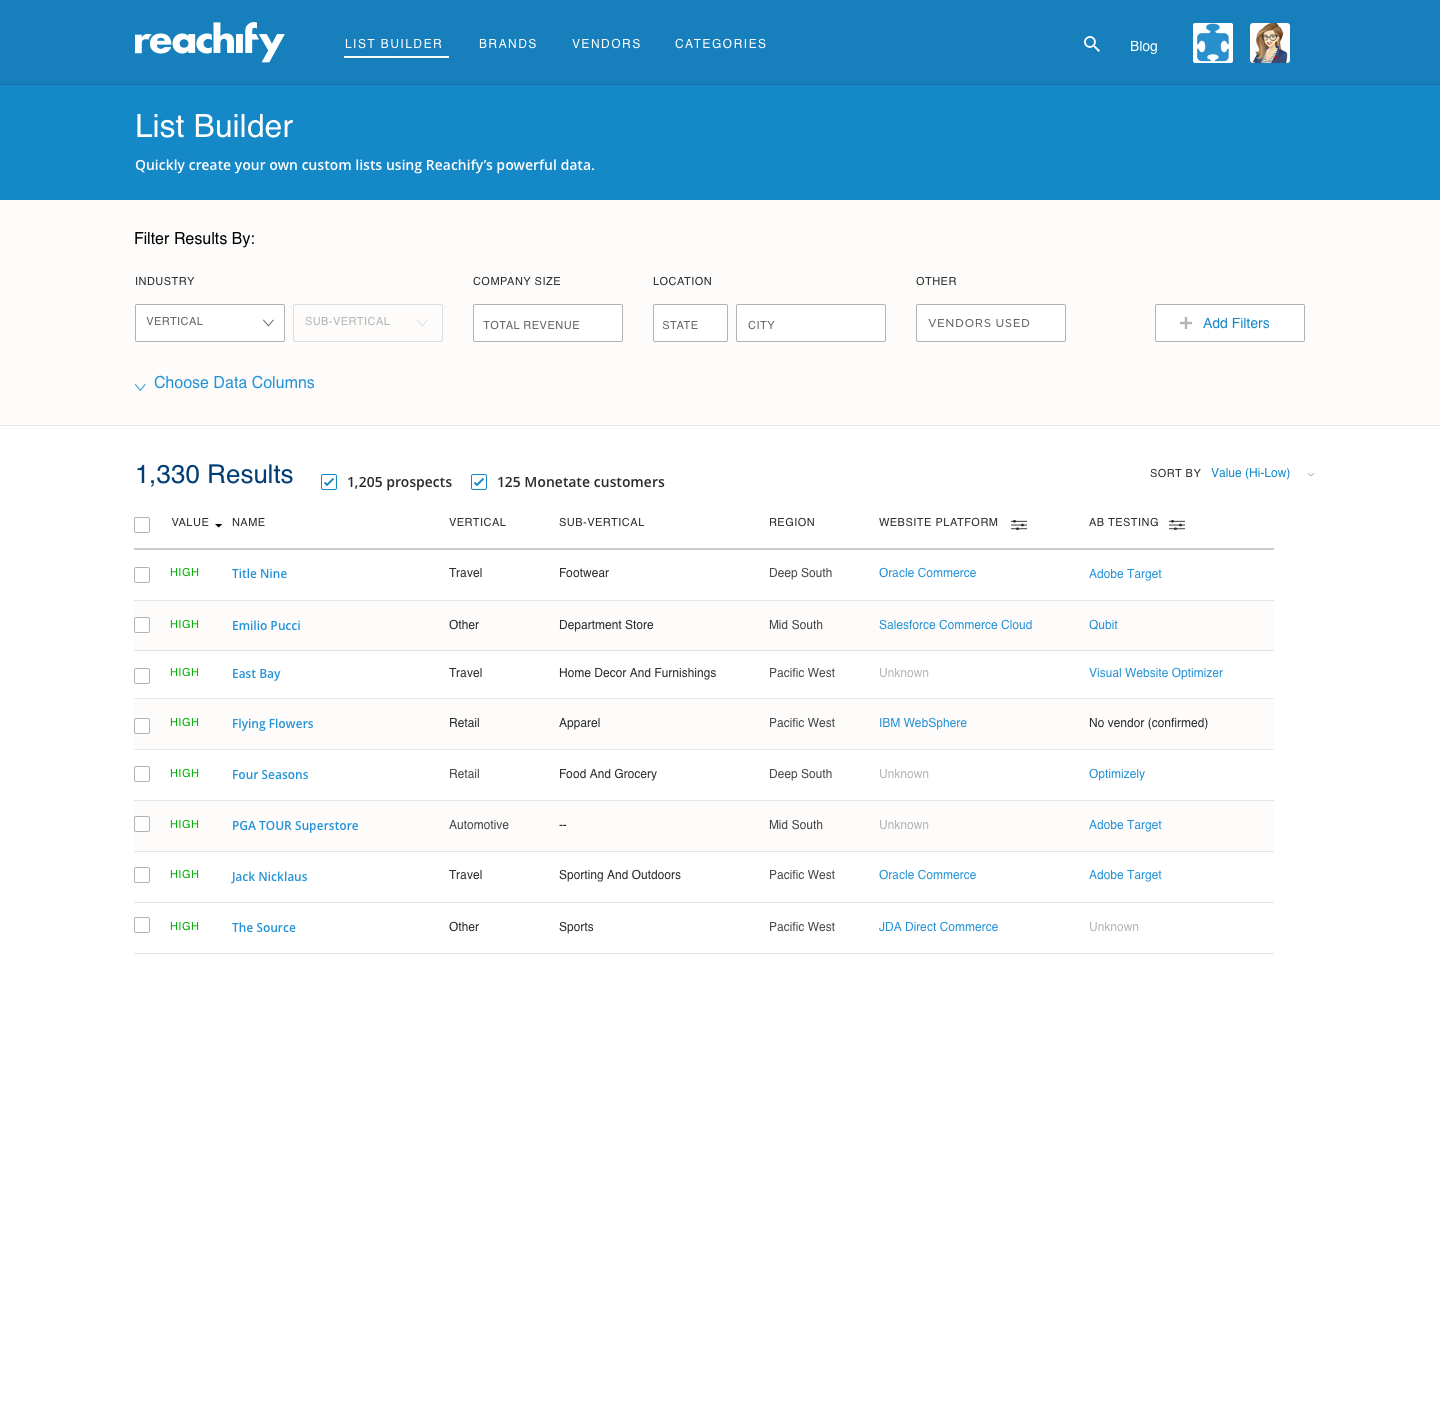 reachify LIST BUILDER BRANDS VENDORS CATEGORIES Blog
List Builder
Quickly create your own custom lists using Reachify’s powerful data.
Filter Results By:
INDUSTRY COMPANY SIZE LOCATION OTHER
VERTICAL SUB-VERTICAL TOTAL REVENUE STATE CITY VENDORS USED Add Filters
Choose Data Columns
1,330 Results 1,205 prospects 125 Monetate customers SORT BY Value (Hi-Low)
VALUE NAME VERTICAL SUB-VERTICAL REGION WEBSITE PLATFORM AB TESTING
HIGH Title Nine Travel Footwear Deep South Oracle Commerce Adobe Target
HIGH Emilio Pucci Other Department Store Mid South Salesforce Commerce Cloud Qubit
HIGH East Bay Travel Home Decor And Furnishings Pacific West Unknown Visual Website Optimizer
HIGH Flying Flowers Retail Apparel Pacific West IBM WebSphere No vendor (confirmed)
HIGH Four Seasons Retail Food And Grocery Deep South Unknown Optimizely
HIGH PGA TOUR Superstore Automotive -- Mid South Unknown Adobe Target
HIGH Jack Nicklaus Travel Sporting And Outdoors Pacific West Oracle Commerce Adobe Target
HIGH The Source Other Sports Pacific West JDA Direct Commerce Unknown